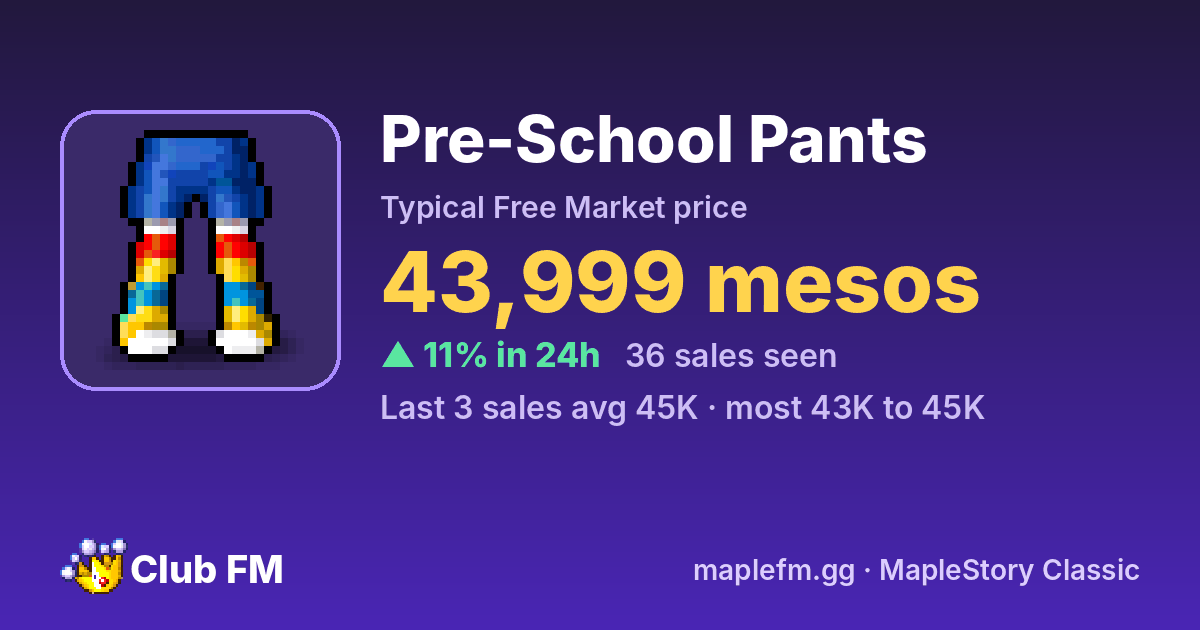 Pre-School Pants
Typical Free Market price
43,999 mesos
▲ 11% in 24h 36 sales seen
Last 3 sales avg 45K · most 43K to 45K
Club FM
maplefm.gg · MapleStory Classic